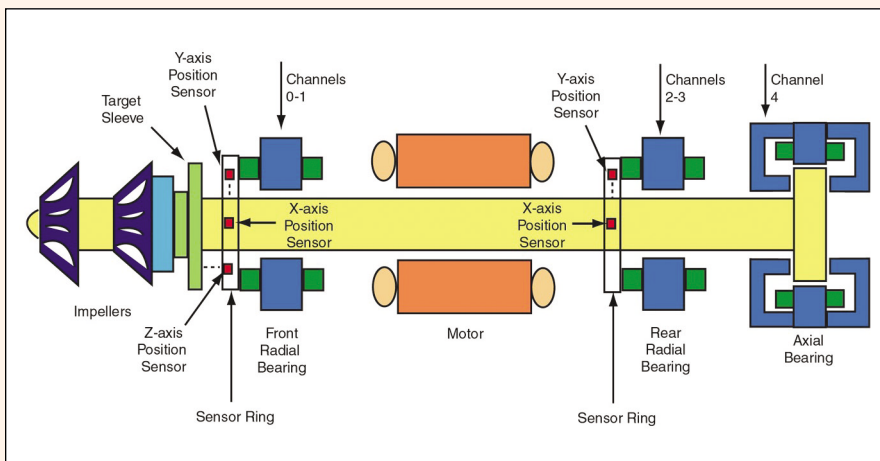 Y-axis
Position
Sensor
Channels
0-1
Target
Sleeve
Y-axis
Position
Sensor
Channels
2-3
Channel
4
X-axis
Position
Sensor
X-axis
Position
Sensor
Impellers
Z-axis
Position
Sensor
Front
Radial
Bearing
Motor
Rear
Radial
Bearing
Axial
Bearing
Sensor Ring
Sensor Ring